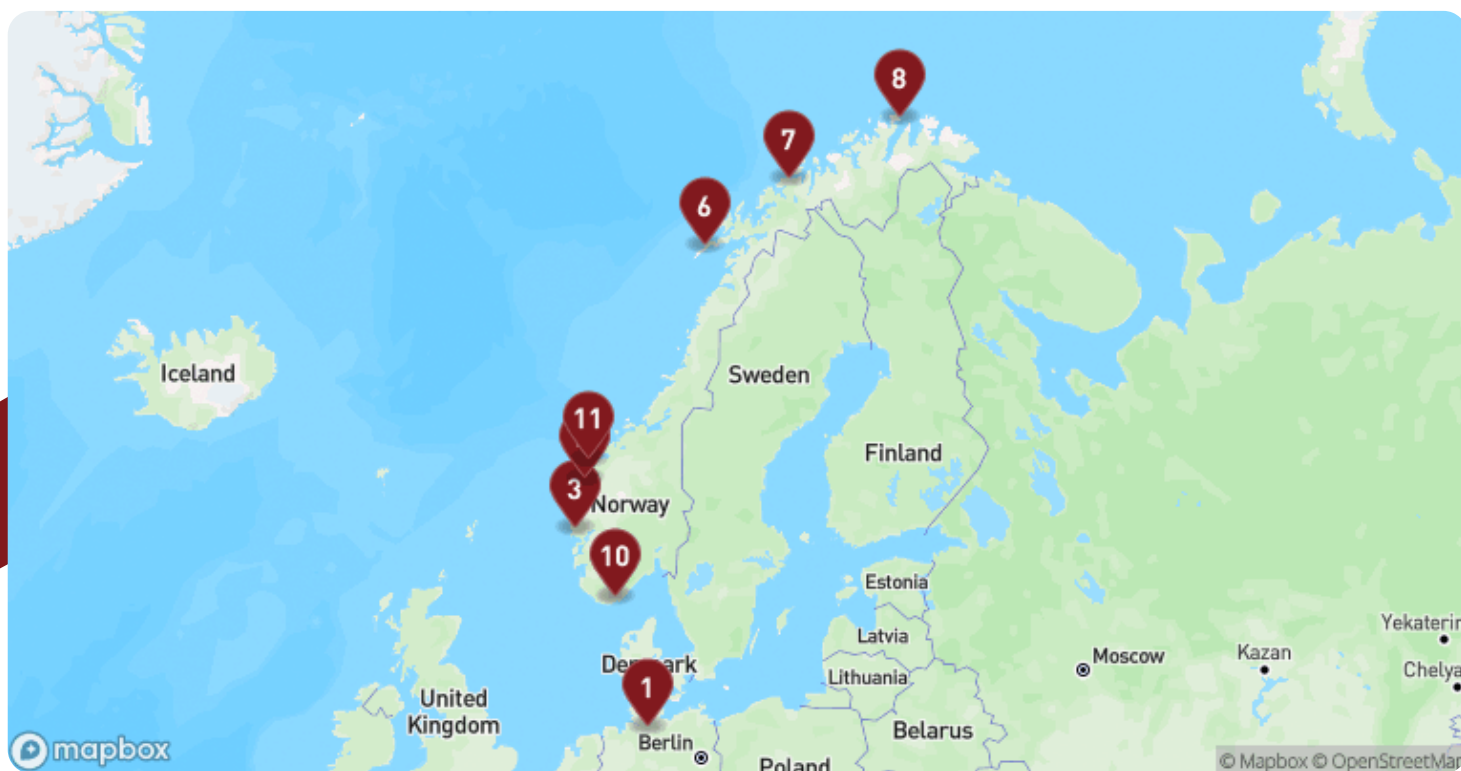 8
7
6
Iceland
Sweden
11
Finland
3
Norway
10
Estonia
Latvia
Yekaterin
Moscow
Kazan
Denmark
Chelya
Lithuania
1
United
Kingdom
Belarus
Berlin
Poland
mapbox
© Mapbox © OpenStreetMap